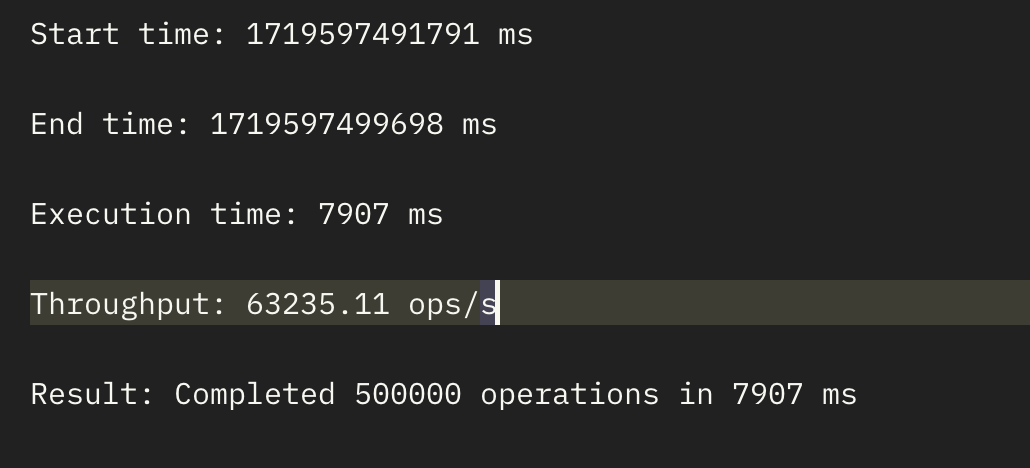 Start time: 1719597491791 ms
End time: 1719597499698 ms
Execution time: 7907 ms
Throughput: 63235.11 ops/s
Result: Completed 500000 operations in 7907 ms